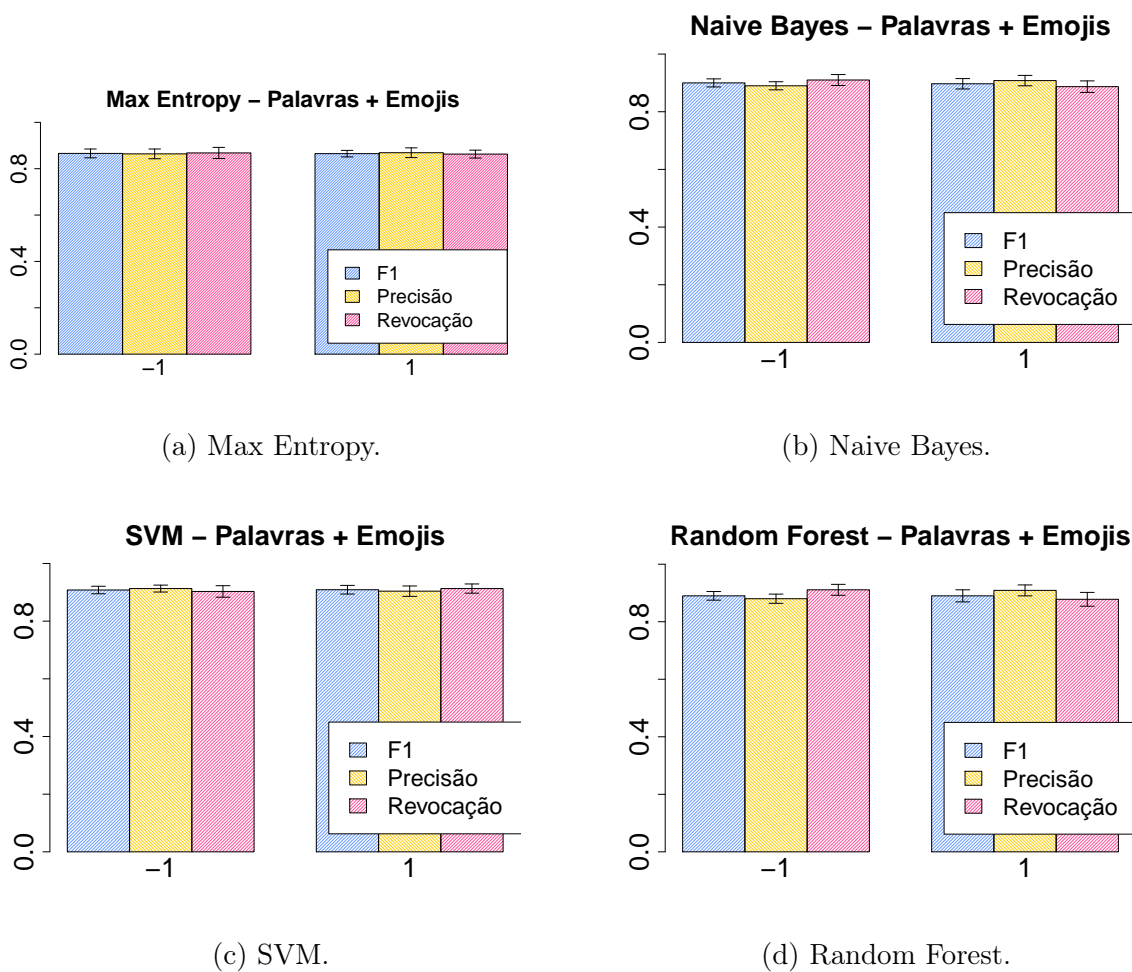 Max Entropy – Palavras + Emojis
0.8
0.4
0.0
F1
Precisão
Revocação
−1
1
(a) Max Entropy.
Naive Bayes – Palavras + Emojis
0.8
0.4
0.0
F1
Precisão
Revocação
−1
1
(b) Naive Bayes.
SVM – Palavras + Emojis
0.8
0.4
0.0
F1
Precisão
Revocação
−1
1
(c) SVM.
Random Forest – Palavras + Emojis
0.8
0.4
0.0
F1
Precisão
Revocação
−1
1
(d) Random Forest.